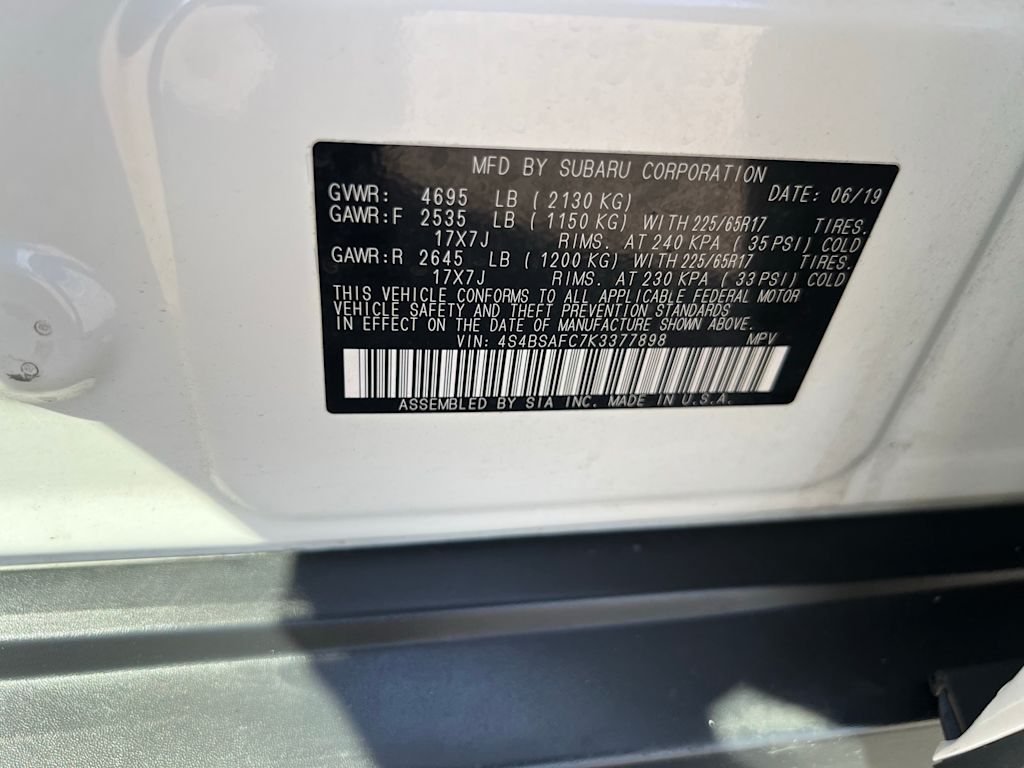 MFD BY SUBARU CORPORATION
GVWR: 4695 LB ( 2130 KG) DATE: 06/19
GAWR:F 2535 LB ( 1150 KG) WITH 225/65R17 TIRES.
17X7J RIMS. AT 240 KPA ( 35 PSI) COLD
GAWR:R 2645 LB ( 1200 KG) WITH 225/65R17 TIRES.
17X7J RIMS. AT 230 KPA ( 33 PSI) COLD
THIS VEHICLE CONFORMS TO ALL APPLICABLE FEDERAL MOTOR
VEHICLE SAFETY AND THEFT PREVENTION STANDARDS
IN EFFECT ON THE DATE OF MANUFACTURE SHOWN ABOVE.
VIN: 4S4BSAFC7K3377898 MPV
ASSEMBLED BY SIA INC. MADE IN U.S.A.